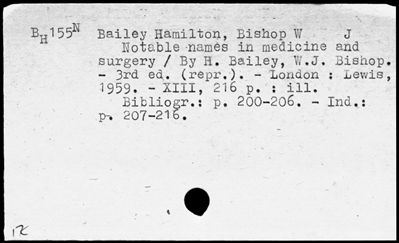 BH155N Bailey Hamilton, Bishop W J
Notable names in medicine and
surgery / By H. Bailey, W.J. Bishop.
- 3rd ed. (repr.). - London : Lewis,
1959. - XIII, 216 p. : ill.
Bibliogr.: p. 200-206. - Ind.:
p. 207-216.